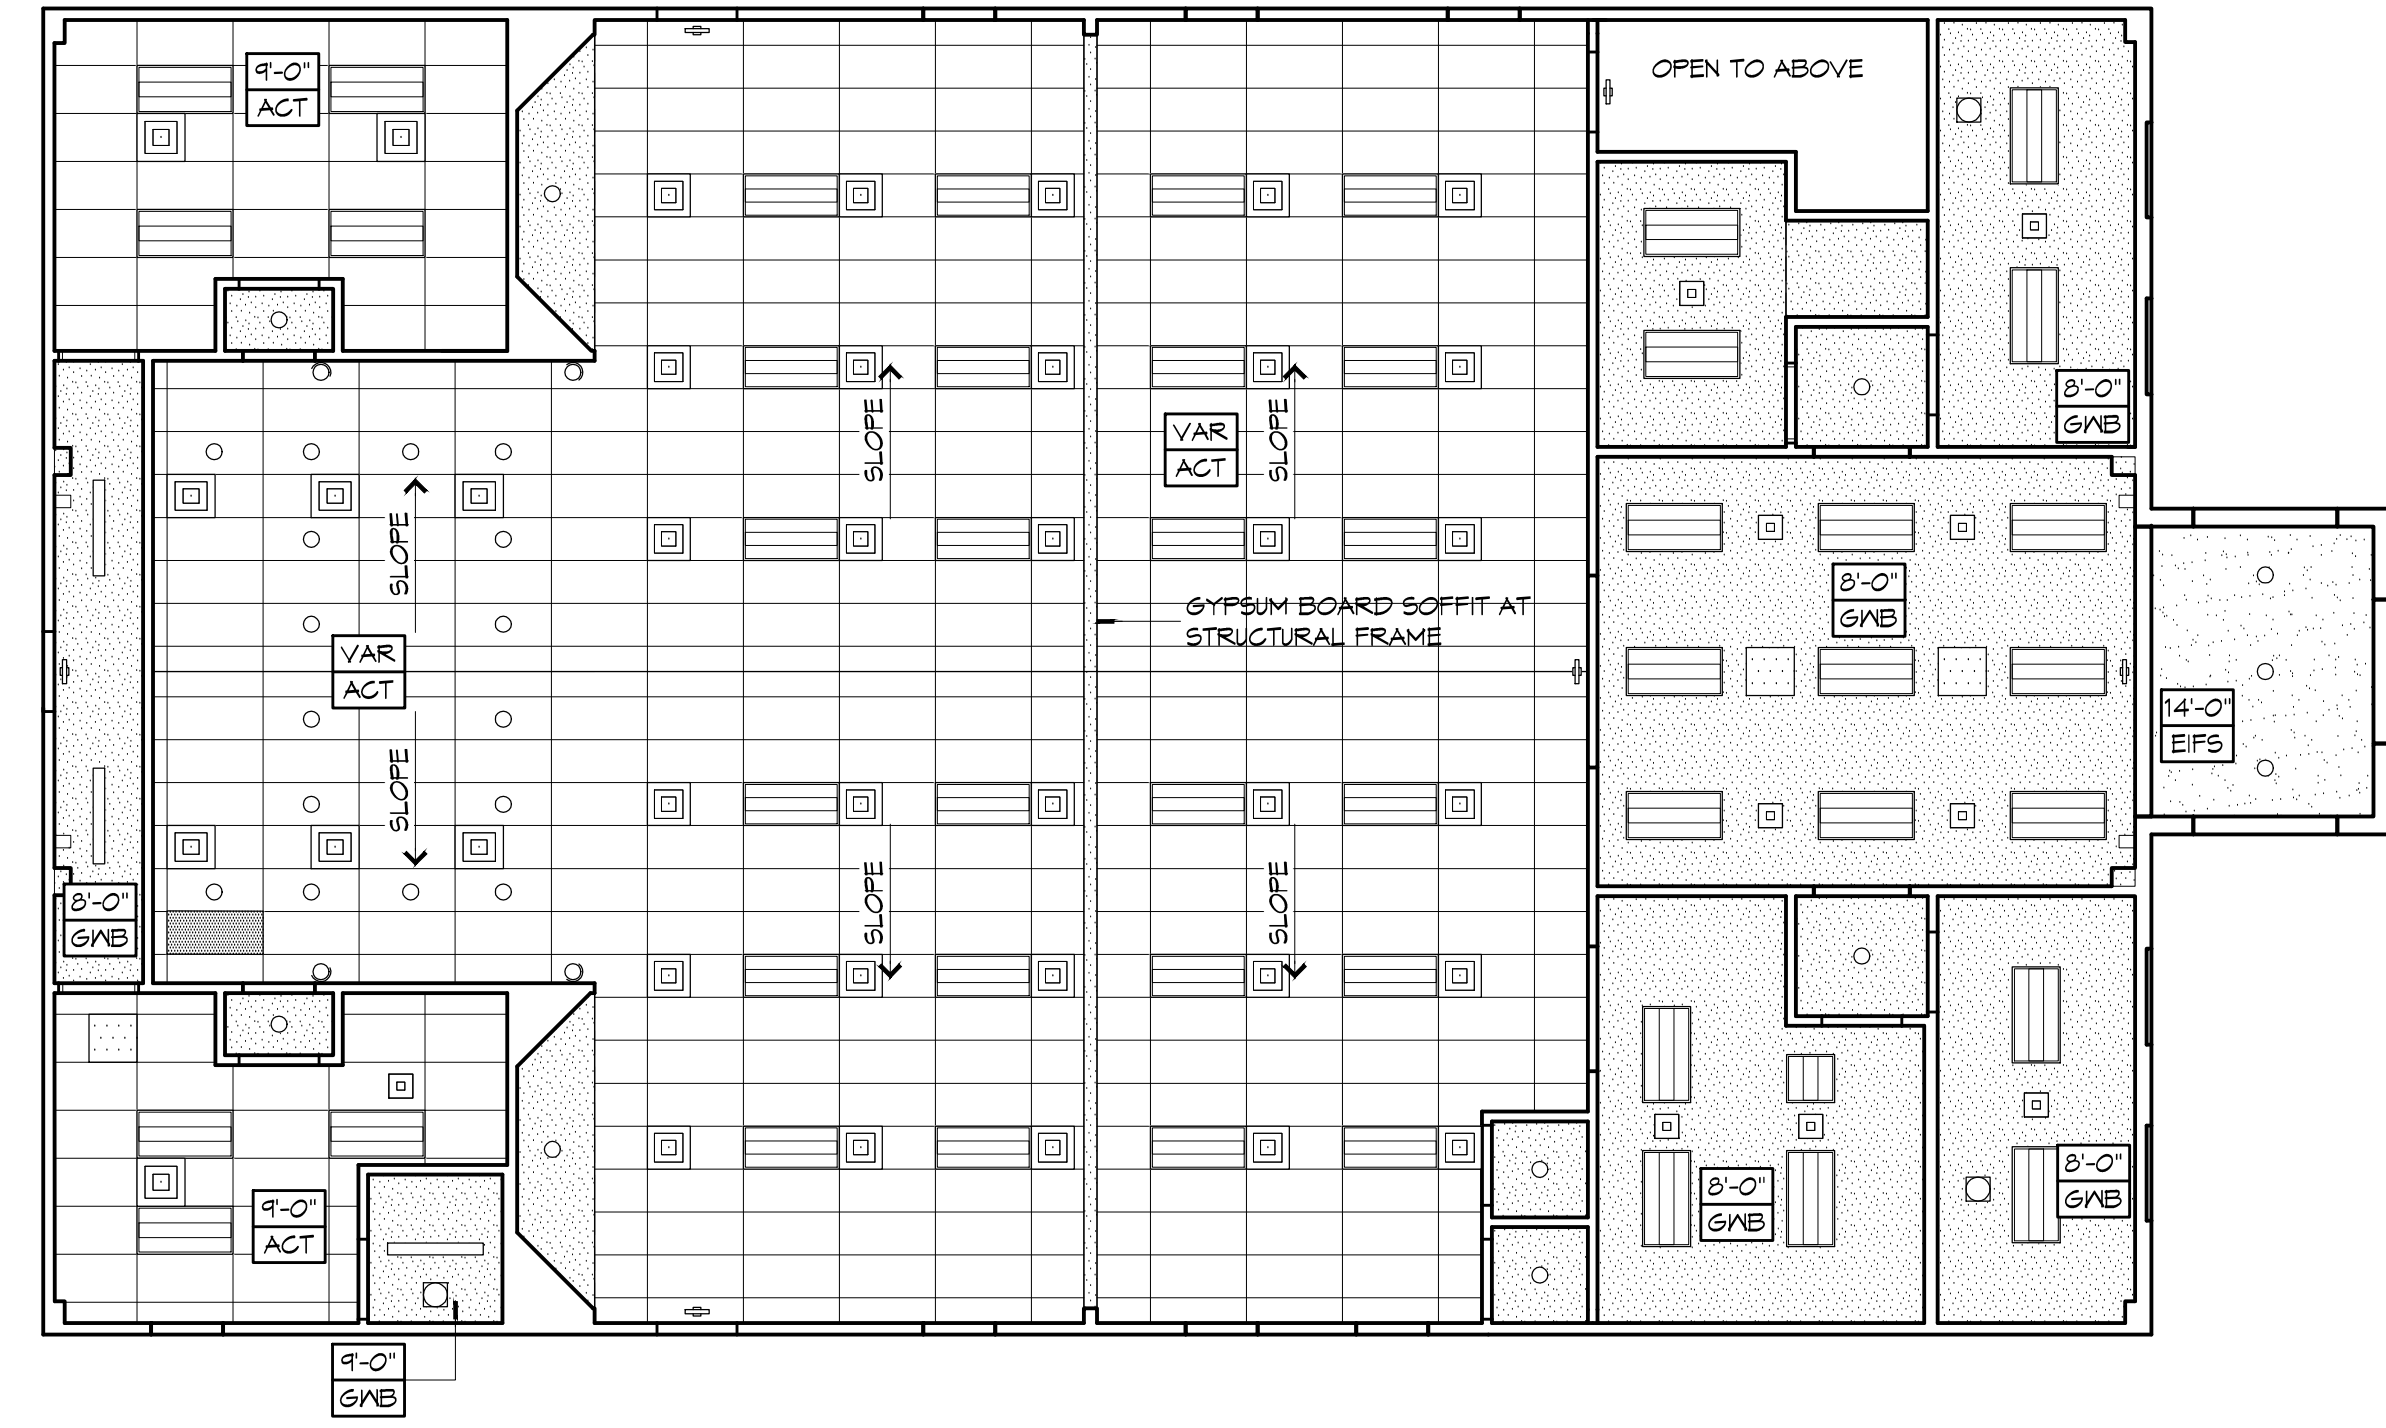 9'-0"
ACT
OPEN TO ABOVE
8'-0"
GWB
SLOPE
VAR
ACT
SLOPE
SLOPE
GYPSUM BOARD SOFFIT AT
STRUCTURAL FRAME
8'-0"
GWB
VAR
ACT
14'-0"
EIFS
SLOPE
SLOPE
SLOPE
8'-0"
GWB
9'-0"
ACT
8'-0"
GWB
8'-0"
GWB
9'-0"
GWB